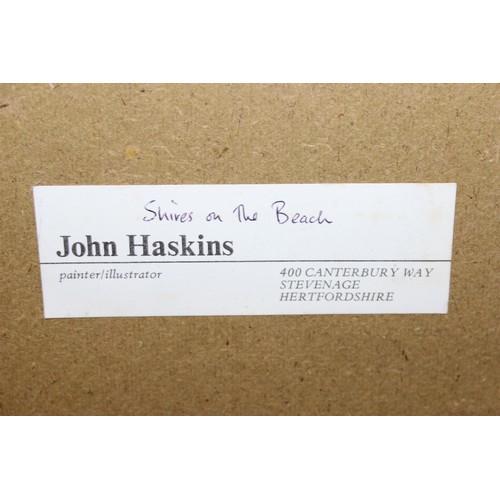 Shires on The Beach
John Haskins
painter/illustrator
400 CANTERBURY WAY
STEVENAGE
HERTFORDSHIRE